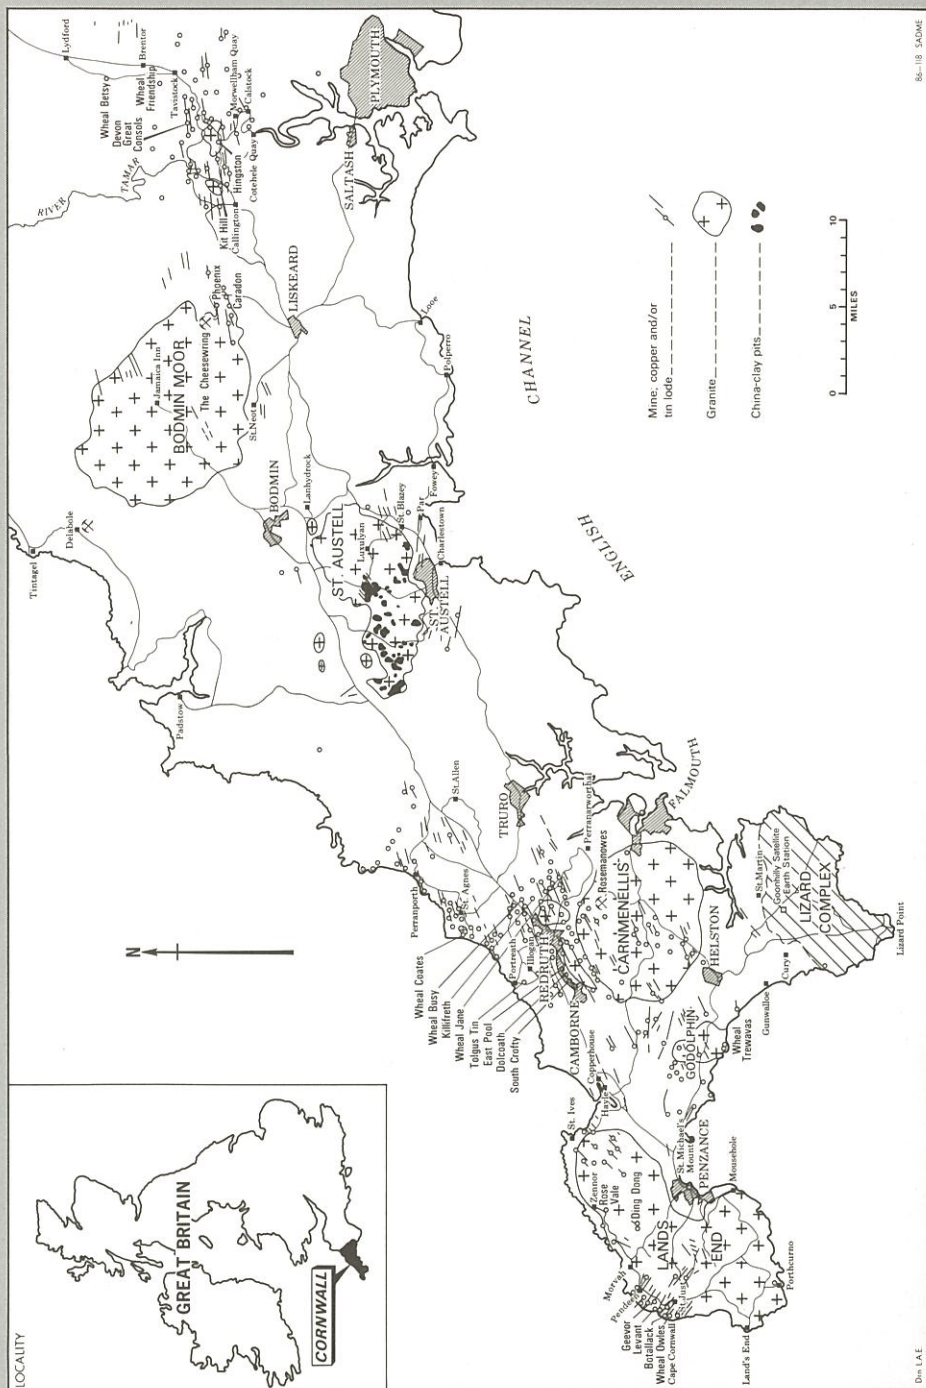 LOCALITY
GREAT BRITAIN
CORNWALL
N
RIVER TAMAR
Lydford
Brentor
Wheal Betsy
Wheal
Friendship
Devon
Great
Consols
Tavistock
Morwellham Quay
Calstock
Cotehele Quay
Hingston
Kit Hill
Callington
PLYMOUTH
SALTASH
Phoenix
Caradon
The Cheesewring
Jamaica Inn
BODMIN MOOR
LISKEARD
Looe
Polperro
St.Neot
Tintagel
Delabole
BODMIN
Lanhydrock
Fowey
ST. AUSTELL
Luxulyan
St. Blazey
Par
Charlestown
ST.
AUSTELL
Padstow
ENGLISH
CHANNEL
St.Allen
TRURO
Perranporth
St. Agnes
Wheal Coates
Wheal Busy
Killifreth
Wheal Jane
Tolgus Tin
East Pool
Dolcoath
South Crofty
Portreath
Illogan
REDRUTH
CAMBORNE
Perranarworthal
Rosemanowes
CARNMENELLIS
FALMOUTH
HELSTON
St.Martin
Goonhilly Satellite
Earth Station
LIZARD
COMPLEX
Cury
Gunwalloe
Lizard Point
Copperhouse
Hayle
GODOLPHIN
Wheal
Trewavas
St. Ives
Zennor
Rose
Vale
Ding Dong
St.Michael's
Mount
PENZANCE
Mousehole
LANDS
END
Morvah
Pendeen
Geevor
Levant
Botallack
Wheal Owles
Cape Cornwall
St.Just
Land's End
Porthcurno
Mine; copper and/or
tin lode
Granite
China-clay pits
0 5 10
MILES
Drn L.A.E.
86-118 SADME